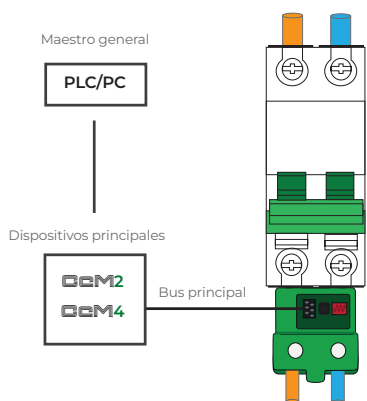 Maestro general
PLC/PC
Dispositivos principales
CcM2
CcM4
Bus principal